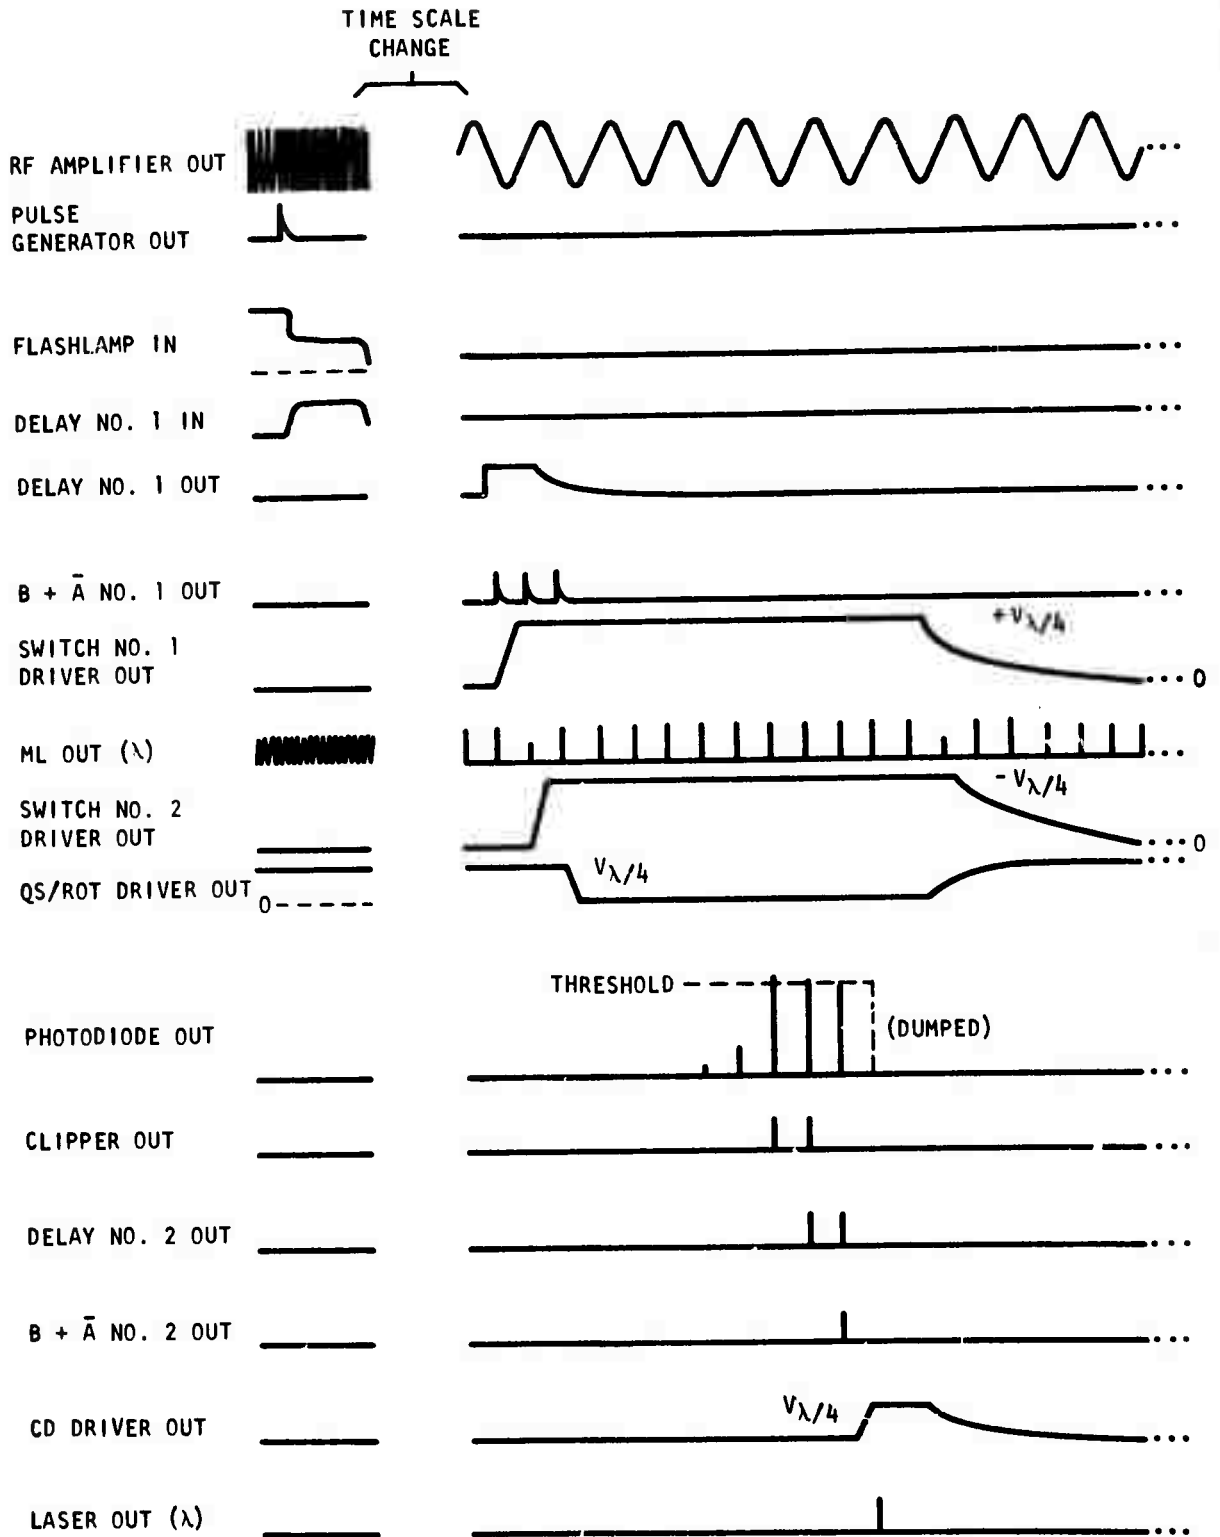 TIME SCALE
CHANGE
RF AMPLIFIER OUT
...
PULSE
GENERATOR OUT
...
FLASHLAMP IN
...
DELAY NO. 1 IN
...
DELAY NO. 1 OUT
...
B + Ā NO. 1 OUT
...
SWITCH NO. 1
DRIVER OUT
+Vλ/4
... 0
ML OUT (λ)
...
SWITCH NO. 2
DRIVER OUT
-Vλ/4
... 0
QS/ROT DRIVER OUT
0
Vλ/4
...
THRESHOLD
PHOTODIODE OUT
(DUMPED)
...
CLIPPER OUT
...
DELAY NO. 2 OUT
...
B + Ā NO. 2 OUT
...
CD DRIVER OUT
Vλ/4
...
LASER OUT (λ)
...